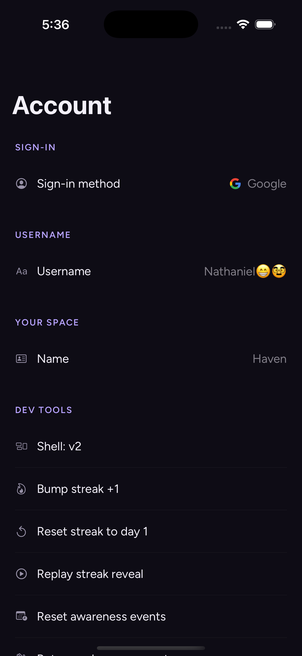 5:36
Account
SIGN-IN
Sign-in method Google
USERNAME
Aa Username Nathaniel😁🥸
YOUR SPACE
Name Haven
DEV TOOLS
Shell: v2
Bump streak +1
Reset streak to day 1
Replay streak reveal
Reset awareness events